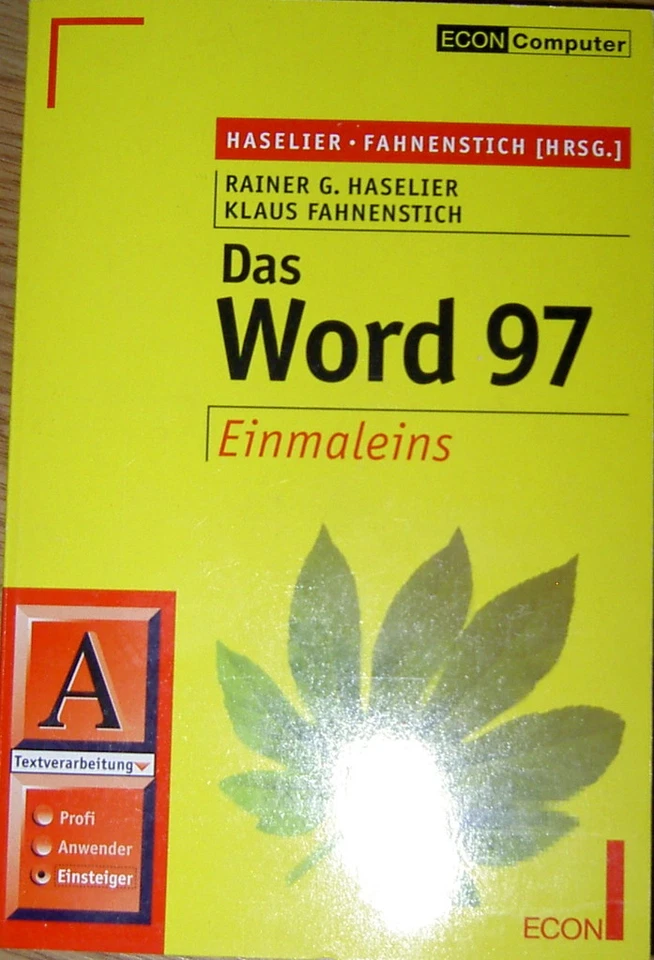 ECON Computer
HASELIER · FAHNENSTICH [HRSG.]
RAINER G. HASELIER
KLAUS FAHNENSTICH
Das
Word 97
Einmaleins
A
Textverarbeitung
Profi
Anwender
Einsteiger
ECON